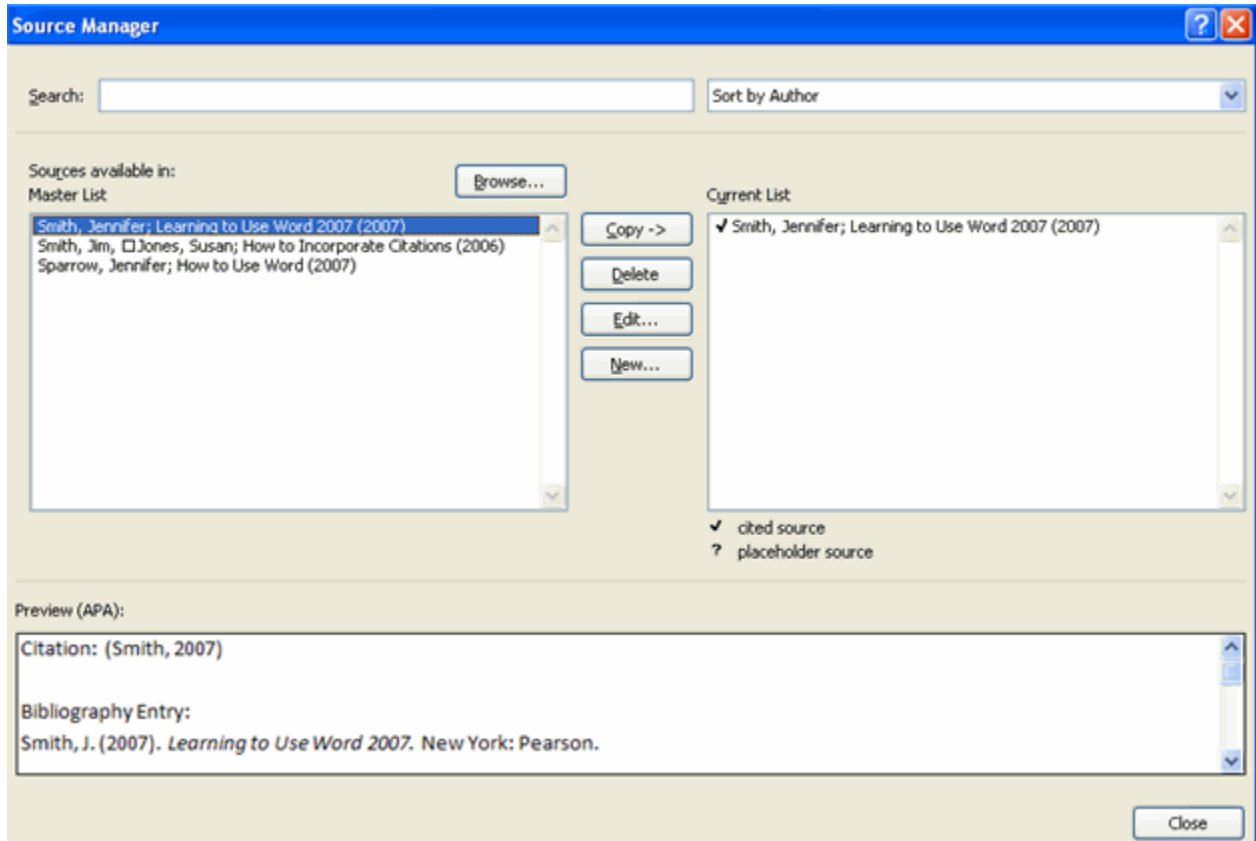 Source Manager
Search:
Sort by Author
Sources available in:
Master List
Browse...
Current List
Smith, Jennifer; Learning to Use Word 2007 (2007)
Smith, Jim, □Jones, Susan; How to Incorporate Citations (2006)
Sparrow, Jennifer; How to Use Word (2007)
Copy ->
Delete
Edit...
New...
✓ Smith, Jennifer; Learning to Use Word 2007 (2007)
✓ cited source
? placeholder source
Preview (APA):
Citation: (Smith, 2007)
Bibliography Entry:
Smith, J. (2007). Learning to Use Word 2007. New York: Pearson.
Close